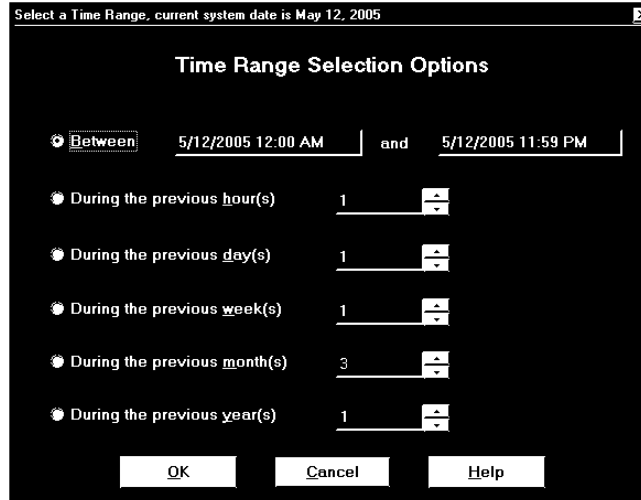 Select a Time Range, current system date is May 12, 2005
Time Range Selection Options
Between 5/12/2005 12:00 AM and 5/12/2005 11:59 PM
During the previous hour(s) 1
During the previous day(s) 1
During the previous week(s) 1
During the previous month(s) 3
During the previous year(s) 1
OK Cancel Help